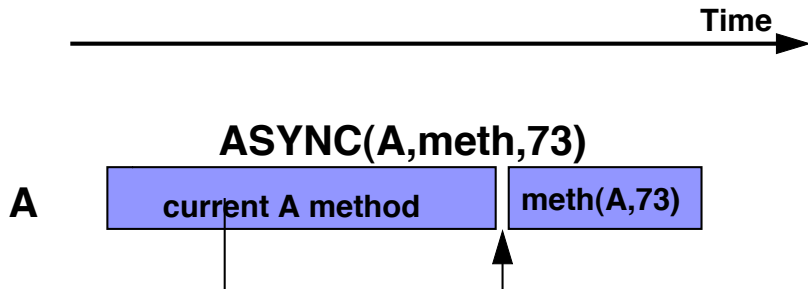 Time
ASYNC(A,meth,73)
A
current A method
meth(A,73)